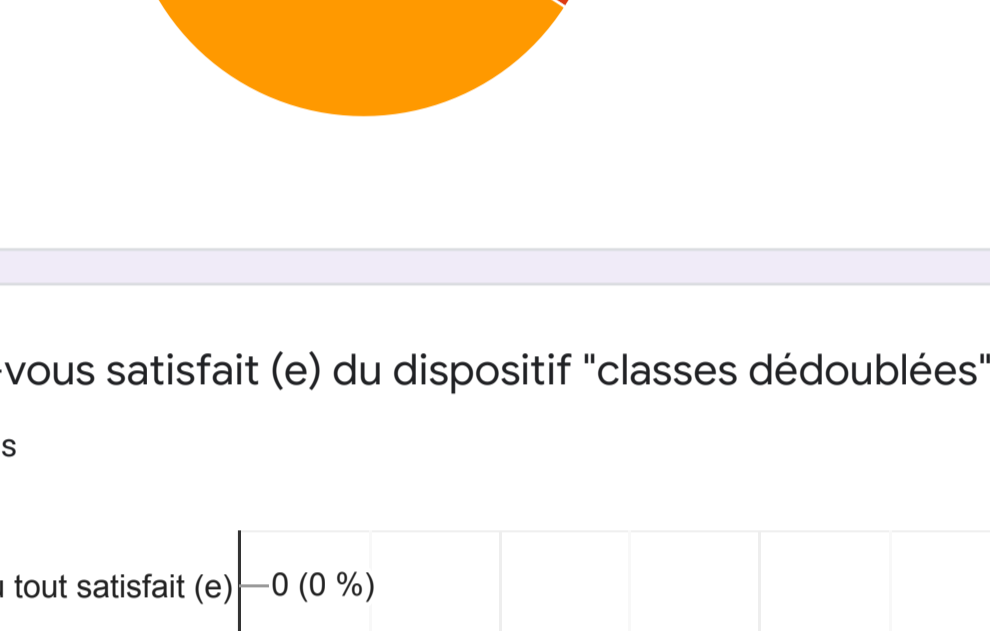 -vous satisfait (e) du dispositif "classes dédoublées"
s
tout satisfait (e)
0 (0 %)